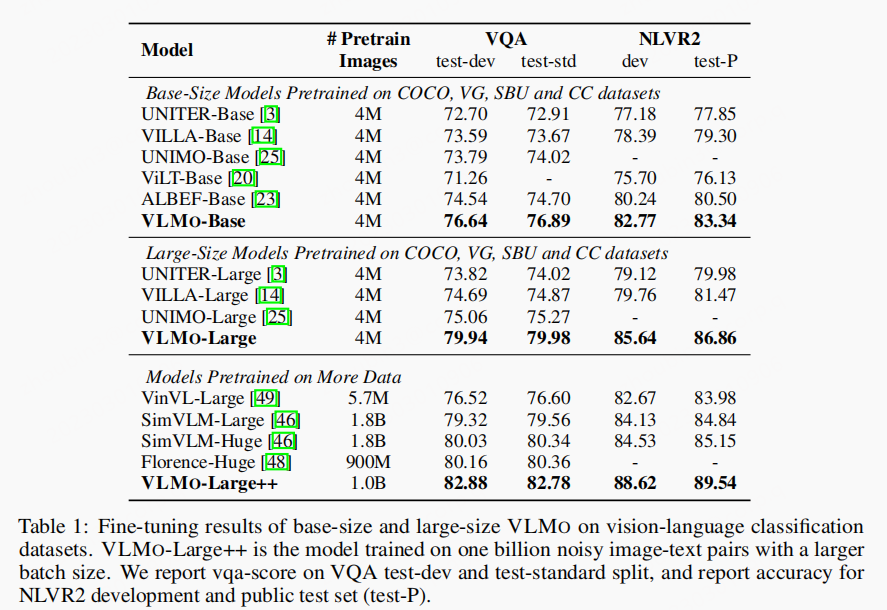 Model # Pretrain Images VQA NLVR2
test-dev test-std dev test-P
Base-Size Models Pretrained on COCO, VG, SBU and CC datasets
UNITER-Base [3] 4M 72.70 72.91 77.18 77.85
VILLA-Base [14] 4M 73.59 73.67 78.39 79.30
UNIMO-Base [25] 4M 73.79 74.02 - -
ViLT-Base [20] 4M 71.26 - 75.70 76.13
ALBEF-Base [23] 4M 74.54 74.70 80.24 80.50
VLMO-Base 4M 76.64 76.89 82.77 83.34
Large-Size Models Pretrained on COCO, VG, SBU and CC datasets
UNITER-Large [3] 4M 73.82 74.02 79.12 79.98
VILLA-Large [14] 4M 74.69 74.87 79.76 81.47
UNIMO-Large [25] 4M 75.06 75.27 - -
VLMO-Large 4M 79.94 79.98 85.64 86.86
Models Pretrained on More Data
VinVL-Large [49] 5.7M 76.52 76.60 82.67 83.98
SimVLM-Large [46] 1.8B 79.32 79.56 84.13 84.84
SimVLM-Huge [46] 1.8B 80.03 80.34 84.53 85.15
Florence-Huge [48] 900M 80.16 80.36 - -
VLMO-Large++ 1.0B 82.88 82.78 88.62 89.54
Table 1: Fine-tuning results of base-size and large-size VLMO on vision-language classification
datasets. VLMO-Large++ is the model trained on one billion noisy image-text pairs with a larger
batch size. We report vqa-score on VQA test-dev and test-standard split, and report accuracy for
NLVR2 development and public test set (test-P).